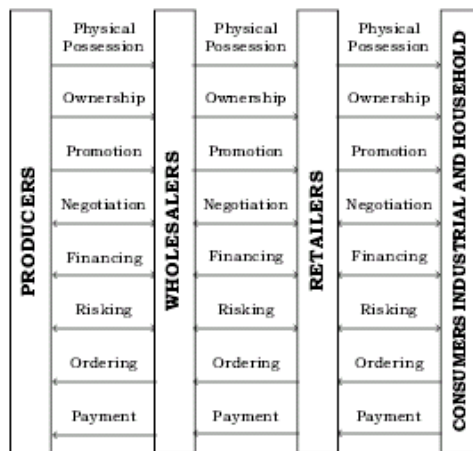 PRODUCERS
Physical
Possession
Ownership
Promotion
Negotiation
Financing
Risking
Ordering
Payment
WHOLESALERS
Physical
Possession
Ownership
Promotion
Negotiation
Financing
Risking
Ordering
Payment
RETAILERS
Physical
Possession
Ownership
Promotion
Negotiation
Financing
Risking
Ordering
Payment
CONSUMERS INDUSTRIAL AND HOUSEHOLD